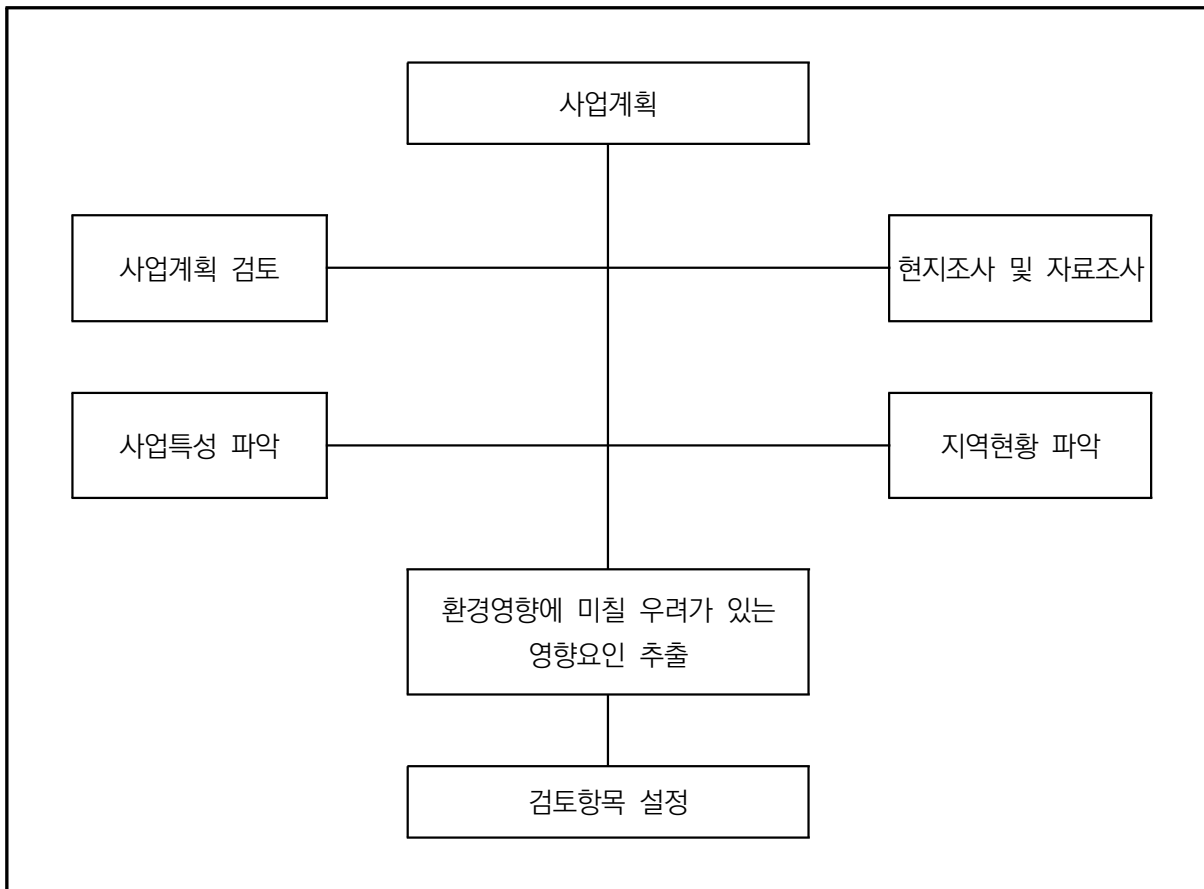 사업계획
사업계획 검토
현지조사 및 자료조사
사업특성 파악
지역현황 파악
환경영향에 미칠 우려가 있는
영향요인 추출
검토항목 설정